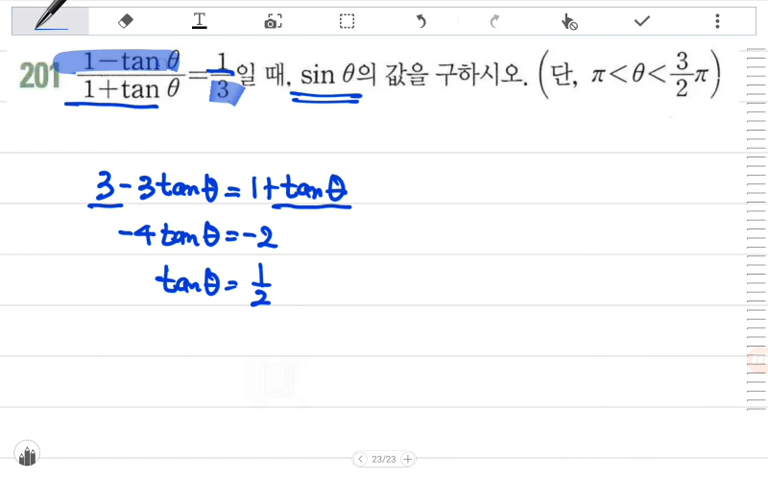 201 1−tan θ/1+tan θ = 1/3 일 때, sin θ의 값을 구하시오. (단, π<θ<3/2π)
3-3tanθ=1+tanθ
-4tanθ=-2
tanθ=1/2
23/23